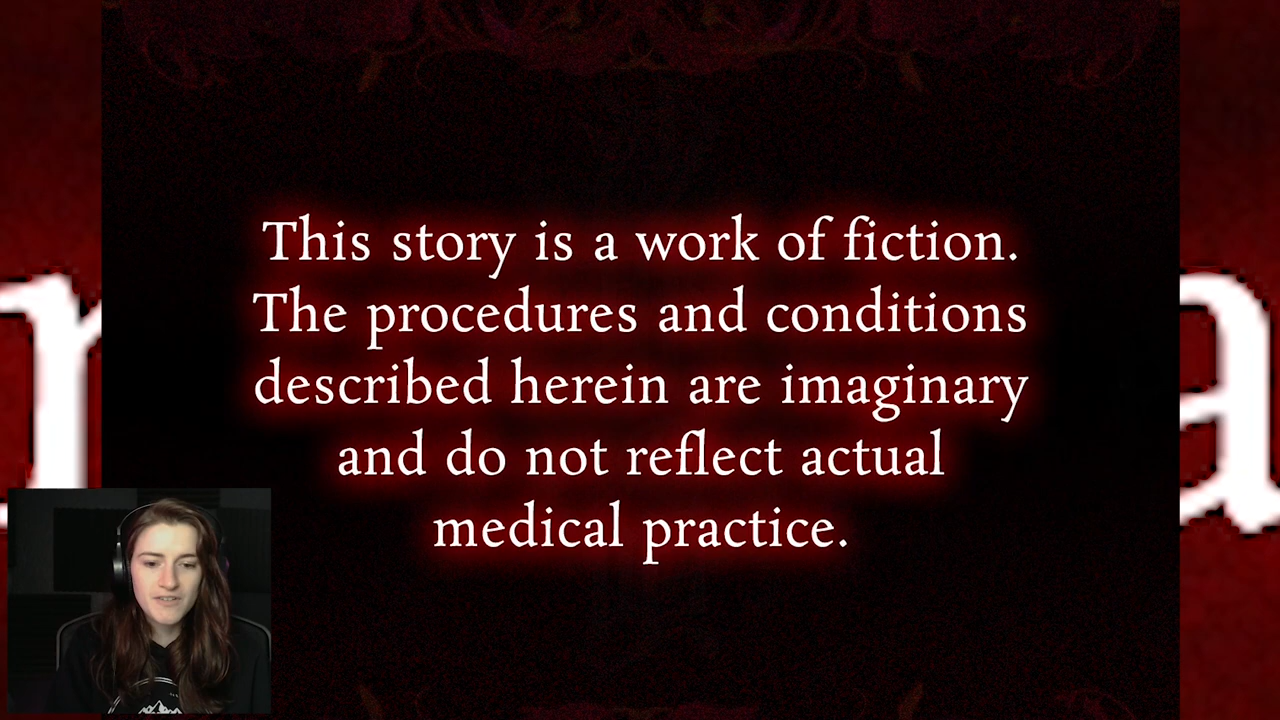 This story is a work of fiction.
The procedures and conditions
described herein are imaginary
and do not reflect actual
medical practice.